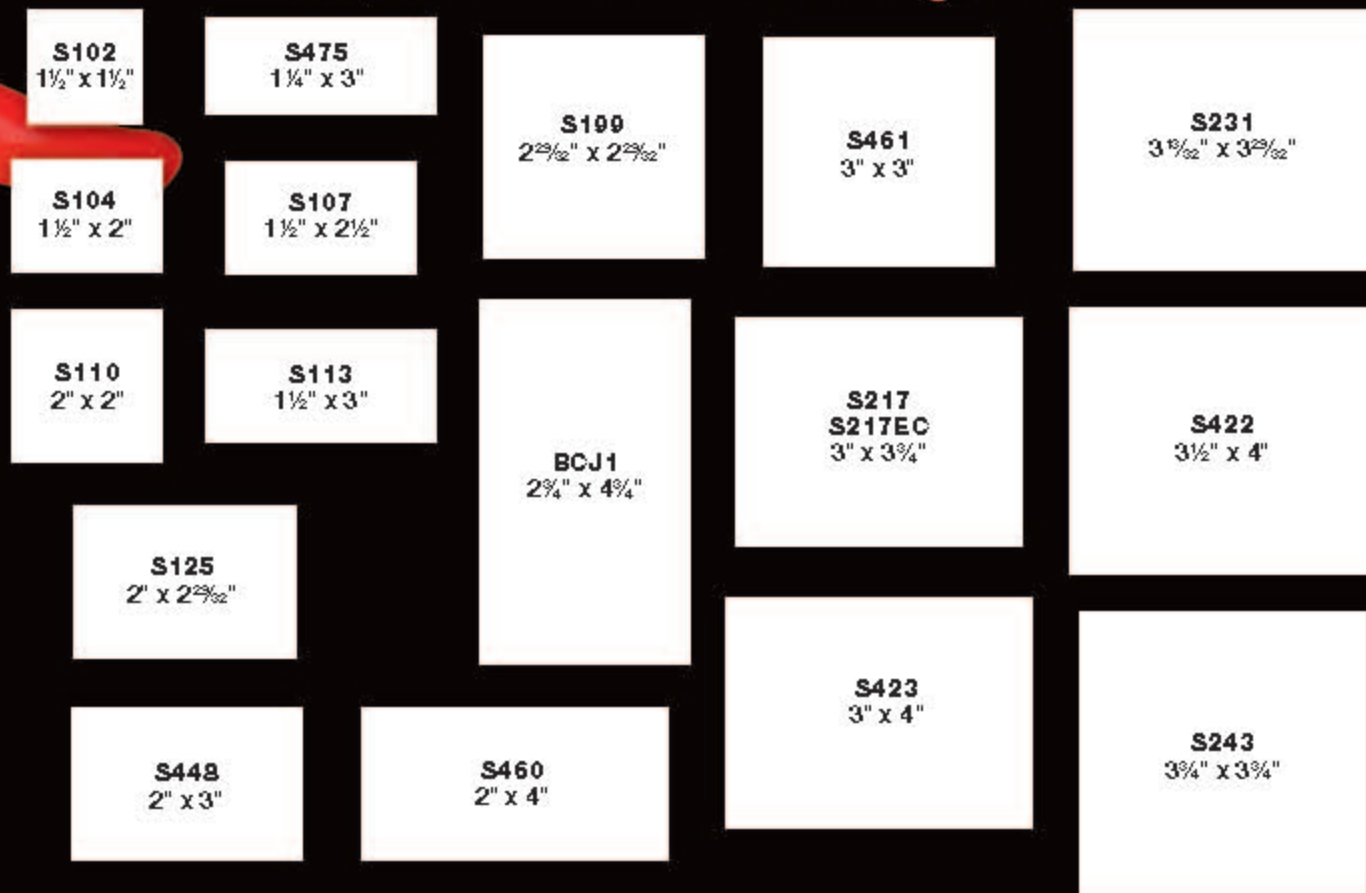 S102
1½" x 1½"
S475
1¼" x 3"
S199
2²⁹⁄₃₂" x 2²⁹⁄₃₂"
S461
3" x 3"
S231
3¹³⁄₃₂" x 3²⁹⁄₃₂"
S104
1½" x 2"
S107
1½" x 2½"
S110
2" x 2"
S113
1½" x 3"
BCJ1
2¾" x 4¾"
S217
S217EC
3" x 3¾"
S422
3½" x 4"
S125
2" x 2²⁹⁄₃₂"
S423
3" x 4"
S448
2" x 3"
S460
2" x 4"
S243
3¾" x 3¾"